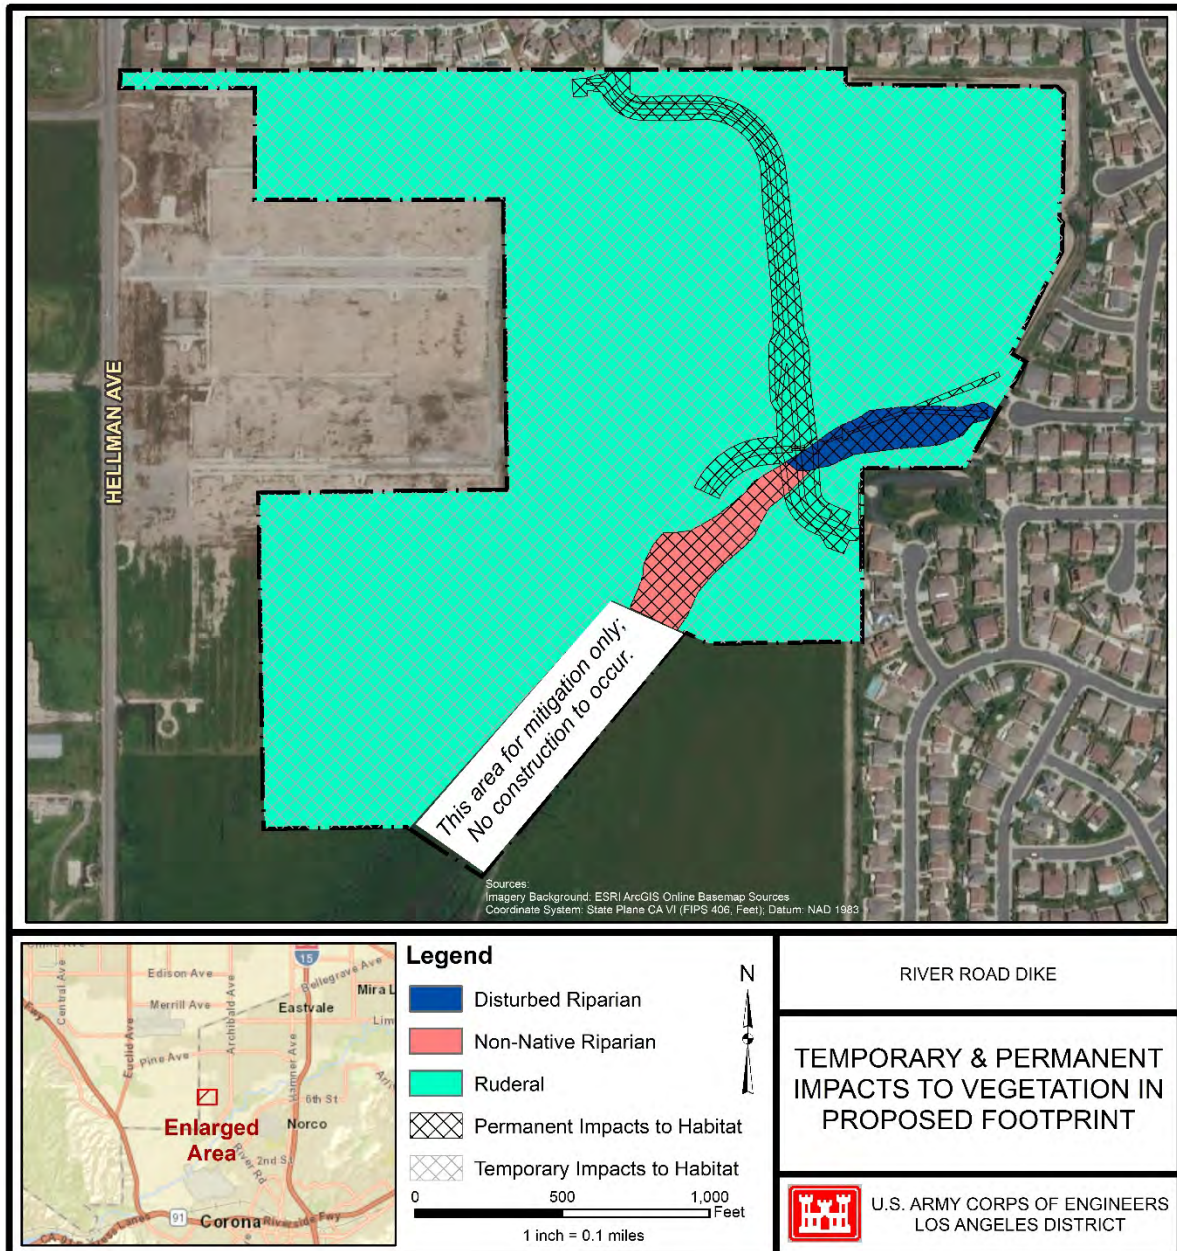 HELLMAN AVE
This area for mitigation only;
No construction to occur.
Sources:
Imagery Background: ESRI ArcGIS Online Basemap Sources
Coordinate System: State Plane CA VI (FIPS 406, Feet); Datum: NAD 1983
Central Ave
Edison Ave
Merrill Ave
Euclid Ave
Pine Ave
Archibald Ave
15
Bellegrave Ave
Mira L
Eastvale
Lim
Hamner Ave
6th St
Norco
Enlarged
Area
River Rd
2nd St
91
Corona
Riverside Fwy
Legend
Disturbed Riparian
Non-Native Riparian
Ruderal
Permanent Impacts to Habitat
Temporary Impacts to Habitat
N
0 500 1,000
Feet
1 inch = 0.1 miles
RIVER ROAD DIKE
TEMPORARY & PERMANENT
IMPACTS TO VEGETATION IN
PROPOSED FOOTPRINT
U.S. ARMY CORPS OF ENGINEERS
LOS ANGELES DISTRICT